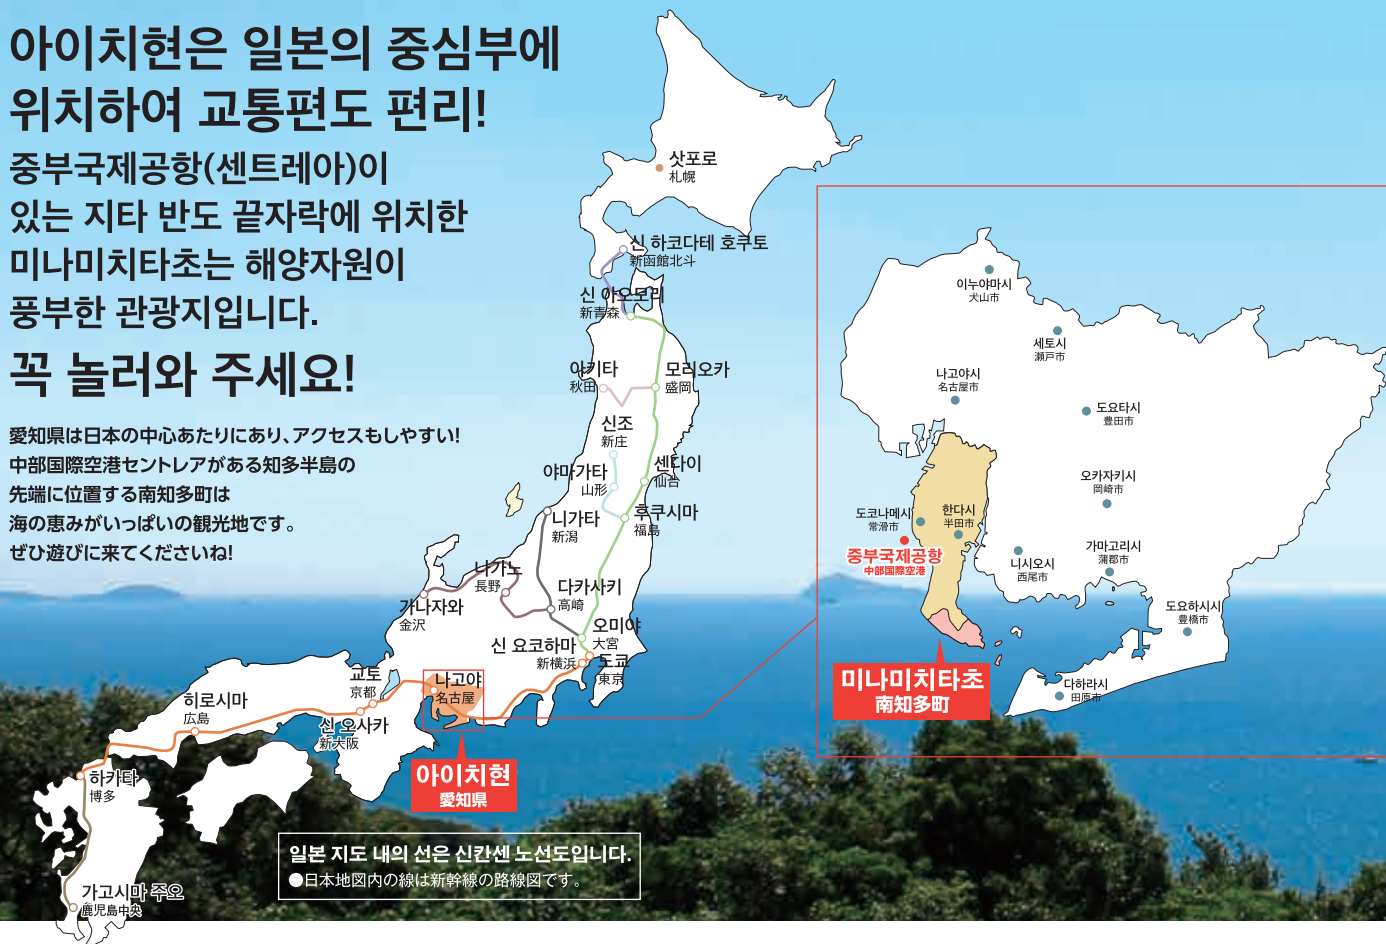 아이치현은 일본의 중심부에
위치하여 교통편도 편리!
중부국제공항(센트레아)이
있는 지타 반도 끝자락에 위치한
미나미치타초는 해양자원이
풍부한 관광지입니다.
꼭 놀러와 주세요!
愛知県は日本の中心あたりにあり、アクセスもしやすい!
中部国際空港セントレアがある知多半島の
先端に位置する南知多町は
海の恵みがいっぱいの観光地です。
ぜひ遊びに来てくださいね!
삿포로
札幌
신 하코다테 호쿠토
新函館北斗
신 아오모리
新青森
아키타
秋田
모리오카
盛岡
신조
新庄
야마가타
山形
센다이
仙台
니가타
新潟
후쿠시마
福島
나가노
長野
다카사키
高崎
가나자와
金沢
오미야
大宮
신 요코하마
新横浜
도쿄
東京
교토
京都
나고야
名古屋
히로시마
広島
신 오사카
新大阪
하카타
博多
가고시마 주오
鹿児島中央
아이치현
愛知県
일본 지도 내의 선은 신칸센 노선도입니다.
●日本地図内の線は新幹線の路線図です。
이누야마시
犬山市
세토시
瀬戸市
나고야시
名古屋市
도요타시
豊田市
오카자키시
岡崎市
도코나메시
常滑市
한다시
半田市
중부국제공항
中部国際空港
니시오시
西尾市
가마고리시
蒲郡市
도요하시시
豊橋市
다하라시
田原市
미나미치타초
南知多町